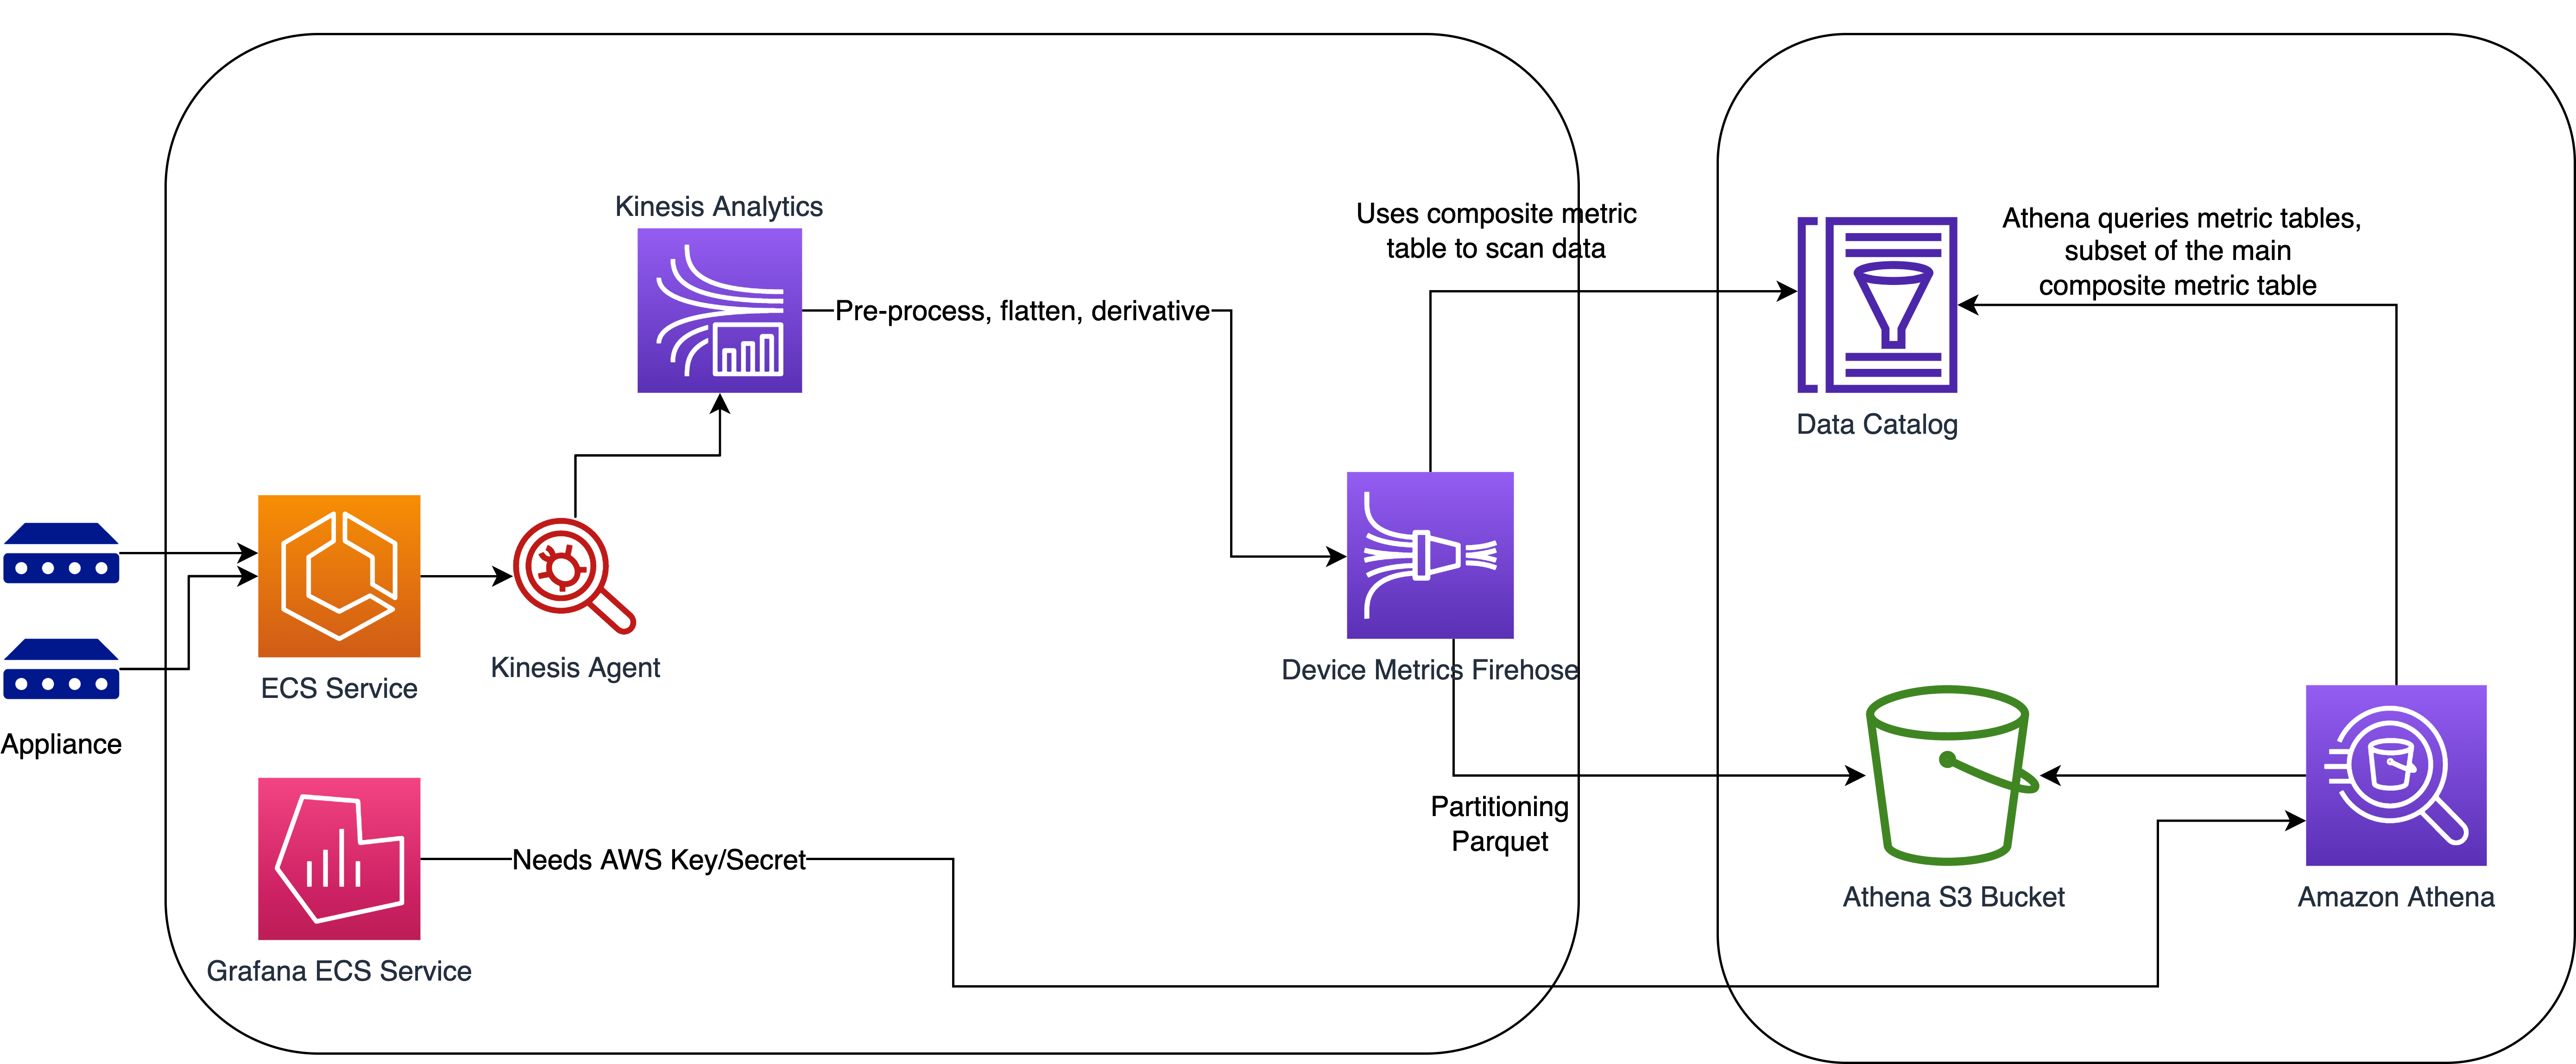 Kinesis Analytics
Pre-process, flatten, derivative
Uses composite metric
table to scan data
Athena queries metric tables,
subset of the main
composite metric table
Data Catalog
ECS Service
Kinesis Agent
Device Metrics Firehose
Appliance
Partitioning
Parquet
Needs AWS Key/Secret
Athena S3 Bucket
Amazon Athena
Grafana ECS Service